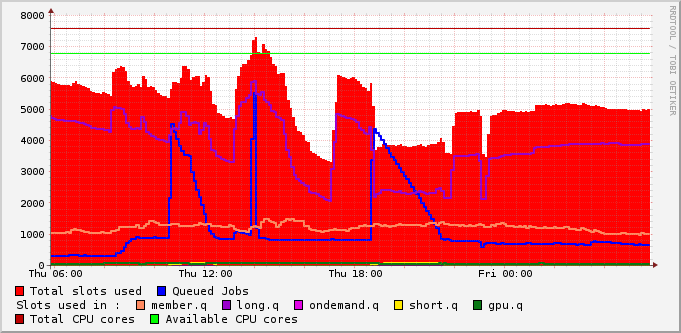 8000
7000
6000
5000
4000
3000
2000
1000
0
Thu 06:00 Thu 12:00 Thu 18:00 Fri 00:00
RRDTOOL / TOBI OETIKER
Total slots used Queued Jobs
Slots used in : member.q long.q ondemand.q short.q gpu.q
Total CPU cores Available CPU cores